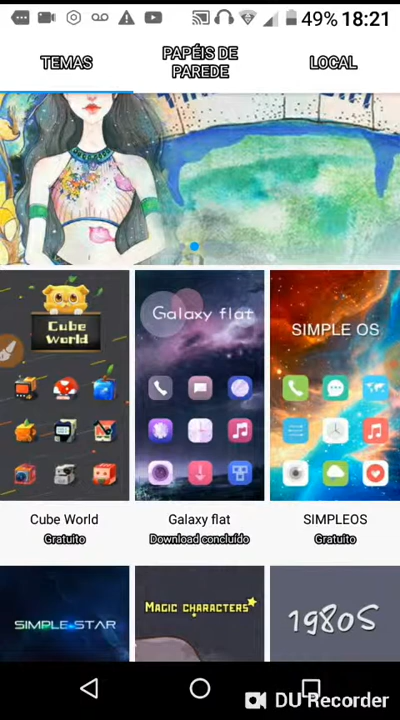 49% 18:21
TEMAS
PAPÉIS DE
PAREDE
LOCAL
Cube
World
Galaxy flat
SIMPLE OS
Cube World
Galaxy flat
SIMPLEOS
Gratuito
Download concluído
Gratuito
SIMPLE-STAR
MAGIC CHARACTERS
1980S
DU Recorder